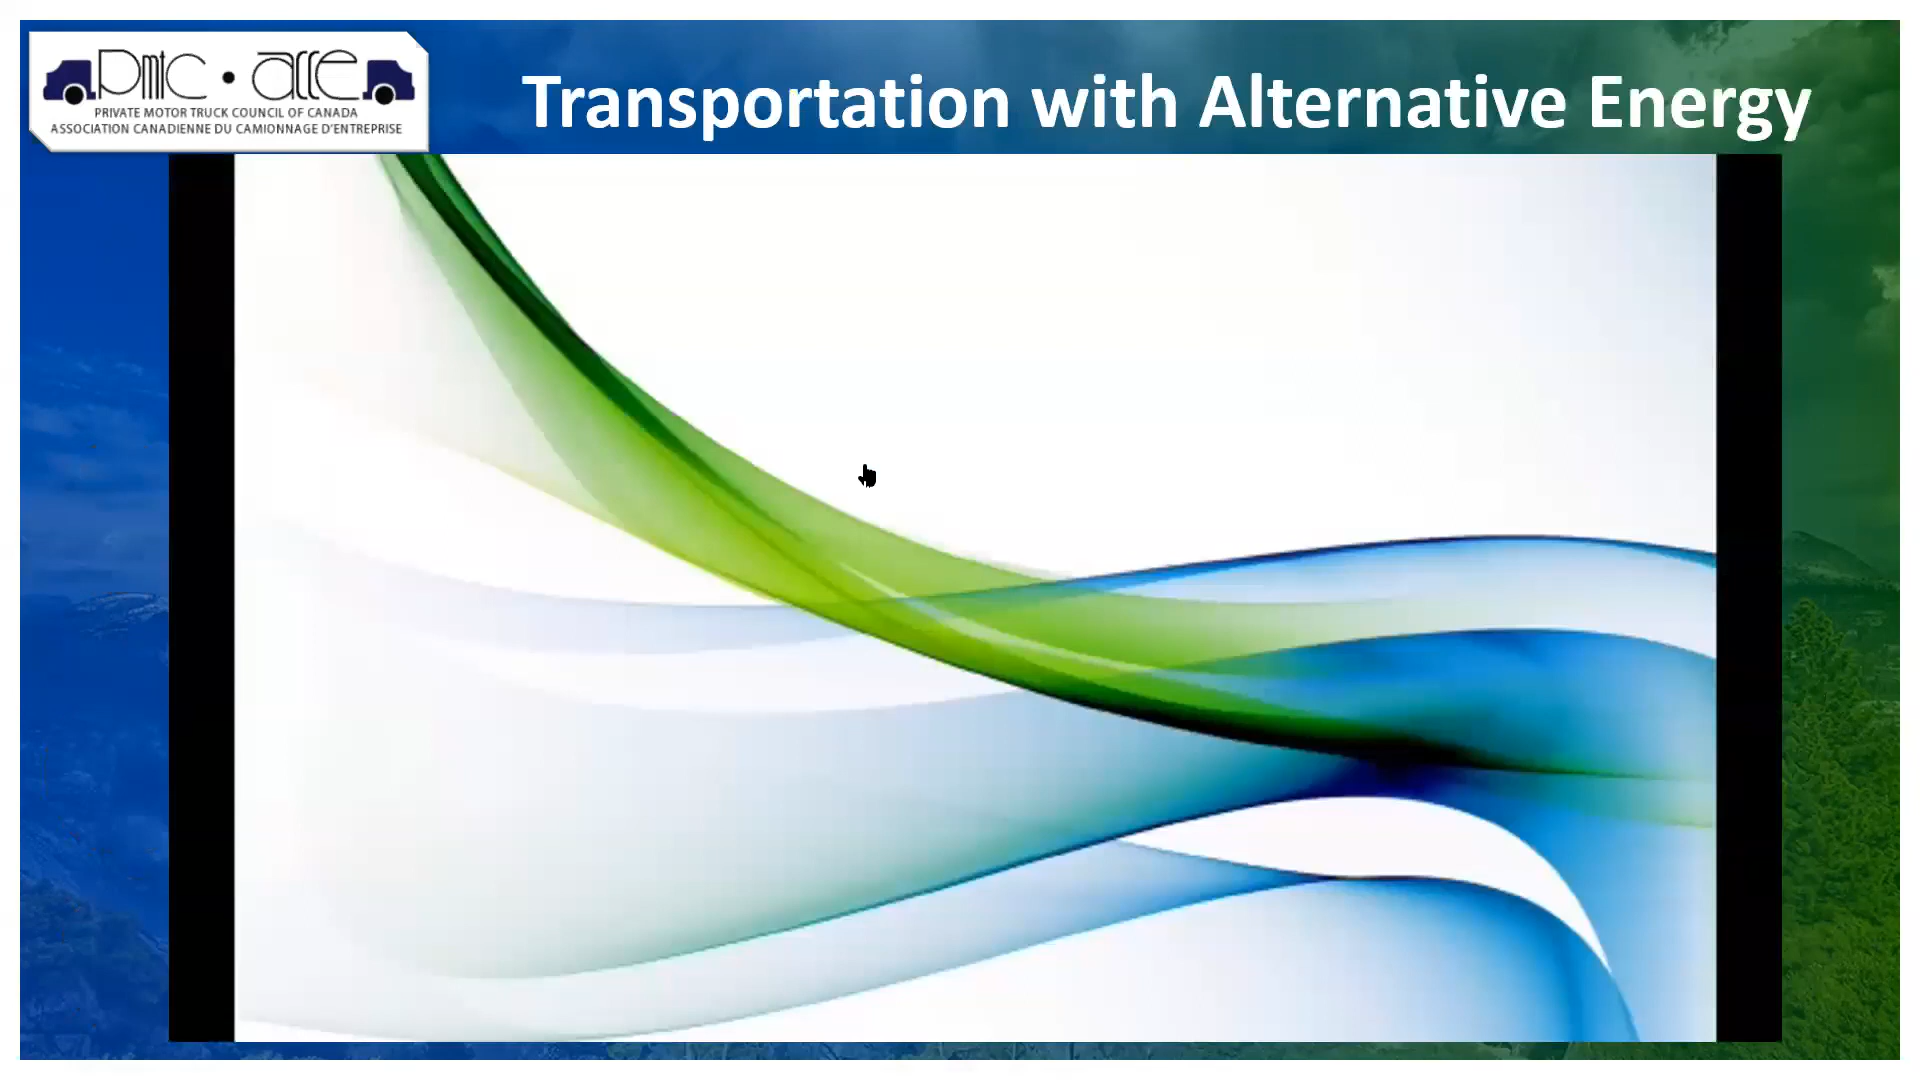 pmtc • acce
PRIVATE MOTOR TRUCK COUNCIL OF CANADA
ASSOCIATION CANADIENNE DU CAMIONNAGE D'ENTREPRISE
Transportation with Alternative Energy